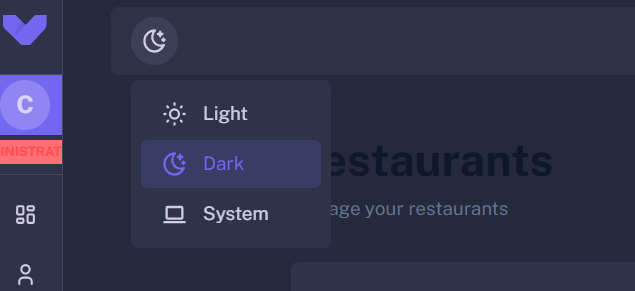 C
INISTRAT
Light
Dark
System
estaurants
age your restaurants